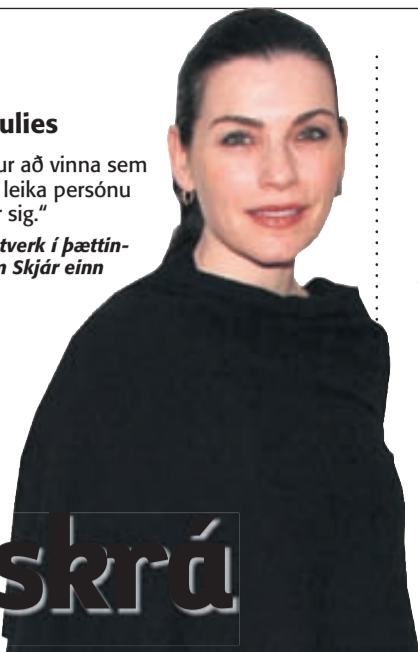 ulies
ur að vinna sem
leika persónu
r sig.“
tverk í þættin-
n Skjár einn
skrá